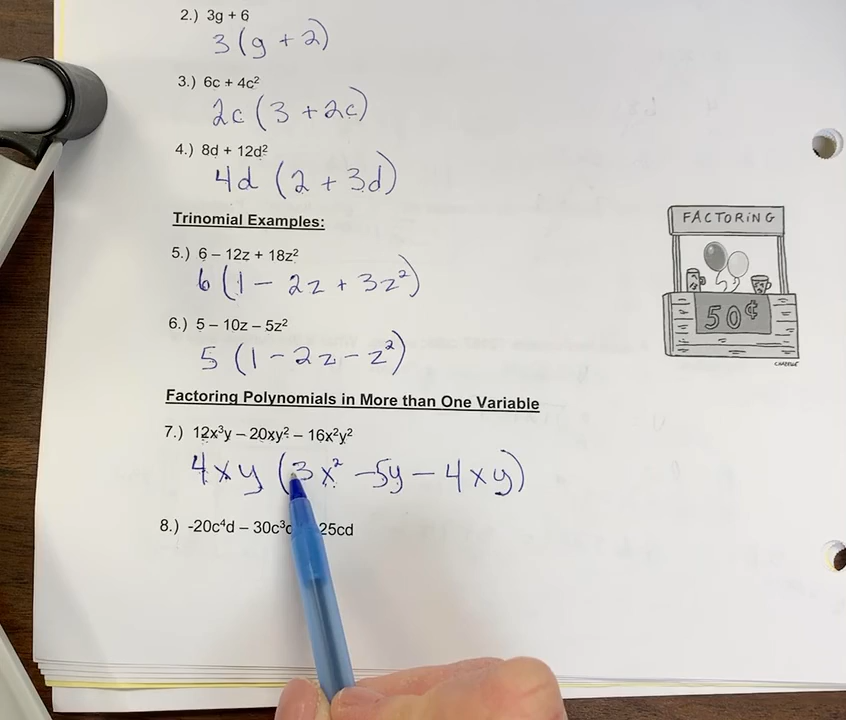 2.) 3g + 6
3(g + 2)
3.) 6c + 4c²
2c(3 + 2c)
4.) 8d + 12d²
4d (2 + 3d)
Trinomial Examples:
5.) 6 – 12z + 18z²
6(1 - 2z + 3z²)
6.) 5 – 10z – 5z²
5 (1 - 2z - z²)
Factoring Polynomials in More than One Variable
7.) 12x³y – 20xy² – 16x²y²
4xy (3x² - 5y - 4xy)
8.) -20c⁴d – 30c³ 25cd
FACTORING
50¢